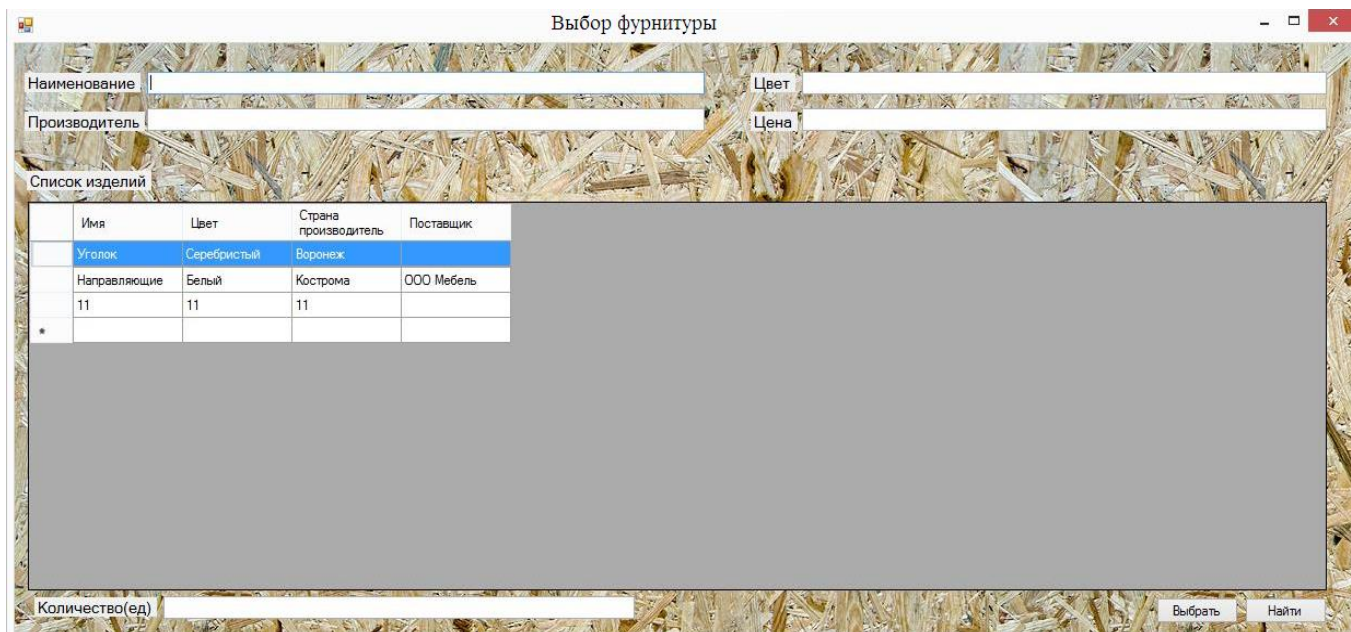 Выбор фурнитуры
Наименование
Цвет
Производитель
Цена
Список изделий
Имя Цвет Страна производитель Поставщик
Уголок Серебристый Воронеж
Направляющие Белый Кострома ООО Мебель
11 11 11
*
Количество(ед) Выбрать Найти